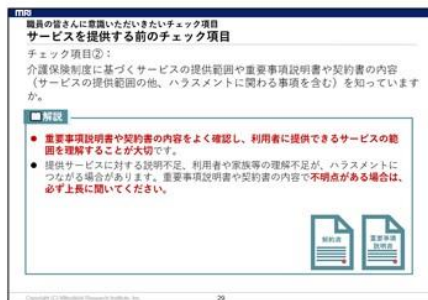 MRI
職員の皆さんに意識いただいきたいチェック項目
サービスを提供する前のチェック項目
チェック項目②：
介護保険制度に基づくサービスの提供範囲や重要事項説明書や契約書の内容
（サービスの提供範囲の他、ハラスメントに関わる事項を含む）を知っています
か。
■解説
● 重要事項説明書や契約書の内容をよく確認し、利用者に提供できるサービスの範
囲を理解することが大切です。
● 提供サービスに対する説明不足、利用者や家族等の理解不足が、ハラスメントに
つながる場合があります。重要事項説明書や契約書の内容で不明点がある場合は、
必ず上長に聞いてください。
契約書
重要事項
説明書
Copyright (C) Mitsubishi Research Institute, Inc.
29